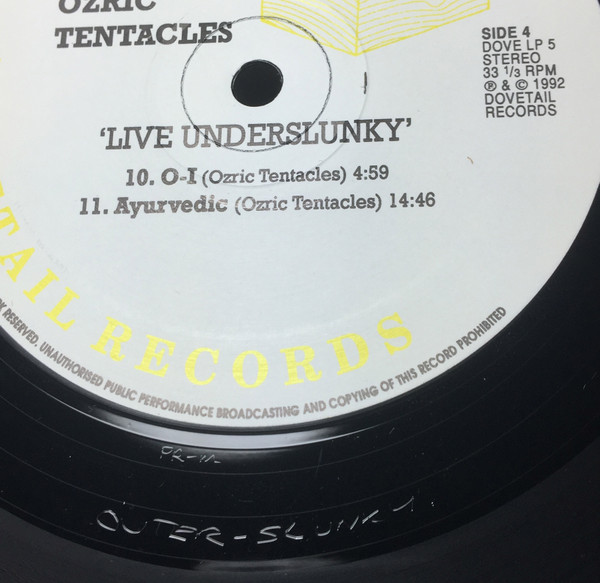 OZRIC
TENTACLES
SIDE 4
DOVE LP 5
STEREO
33 1/3 RPM
℗ & © 1992
DOVETAIL
RECORDS
'LIVE UNDERSLUNKY'
10. O-I (Ozric Tentacles) 4:59
11. Ayurvedic (Ozric Tentacles) 14:46
TAIL RECORDS
RESERVED. UNAUTHORISED PUBLIC PERFORMANCE BROADCASTING AND COPYING OF THIS RECORD PROHIBITED
OUTER-SLUNKY.